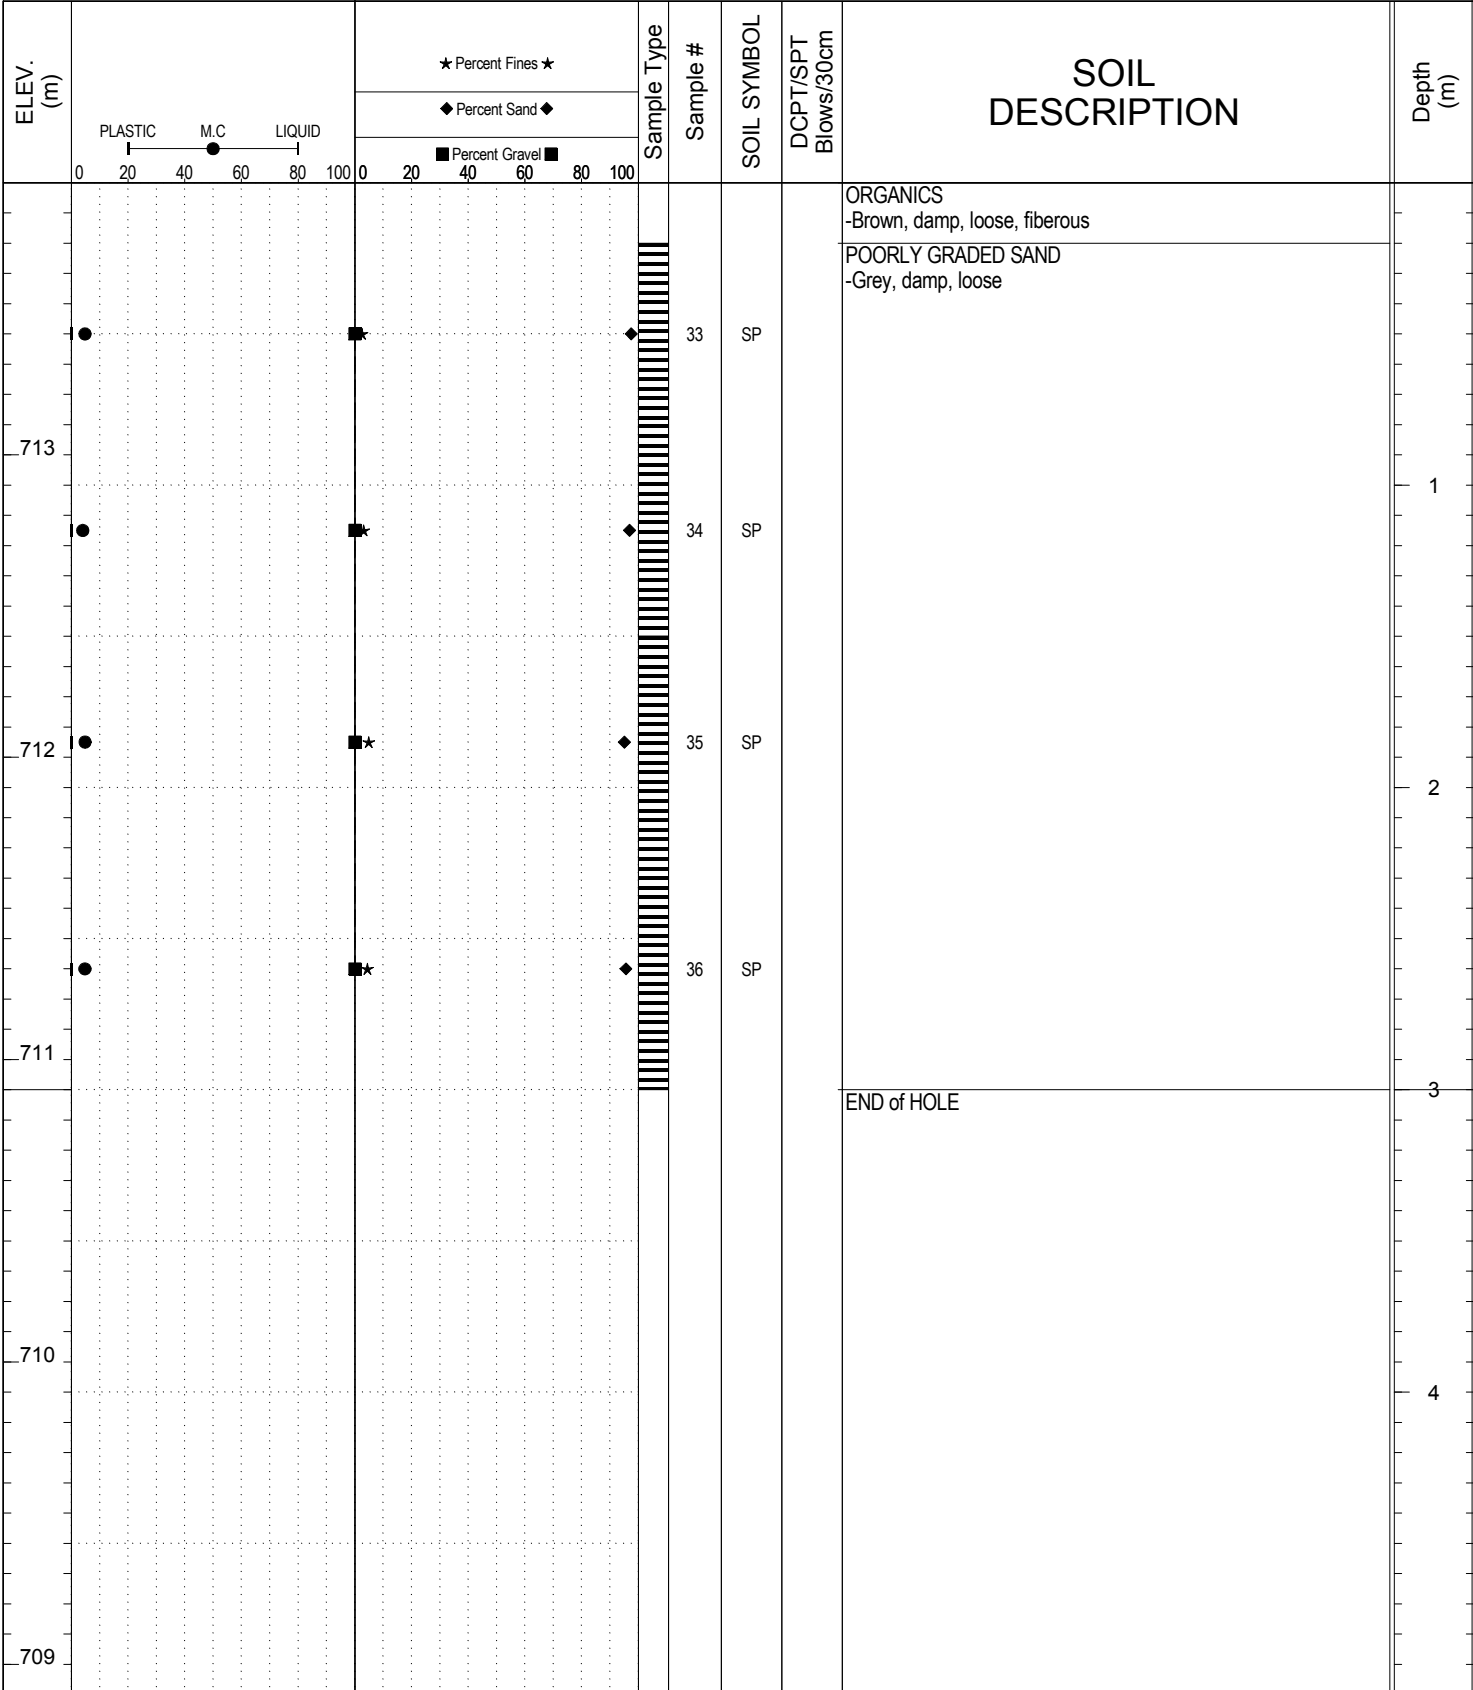 ELEV.
(m)
PLASTIC M.C LIQUID
0 20 40 60 80 100
★ Percent Fines ★
◆ Percent Sand ◆
■ Percent Gravel ■
0 20 40 60 80 100
Sample Type
Sample #
SOIL SYMBOL
DCPT/SPT
Blows/30cm
SOIL
DESCRIPTION
Depth
(m)
ORGANICS
-Brown, damp, loose, fiberous
POORLY GRADED SAND
-Grey, damp, loose
33 SP
713
1
34 SP
712
35 SP
2
36 SP
711
3
END of HOLE
710
4
709